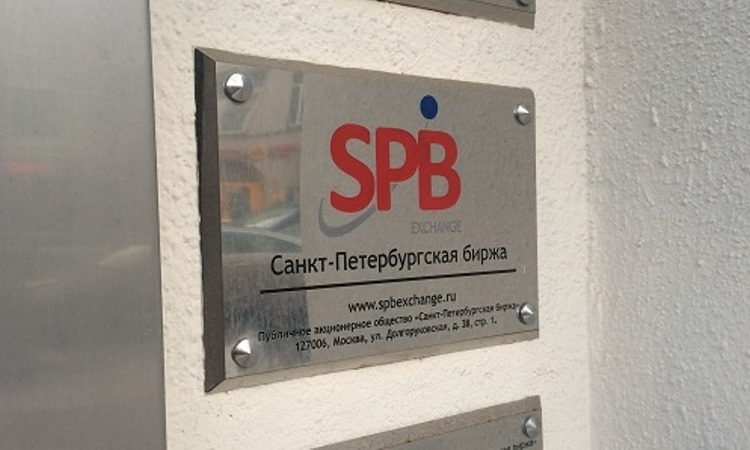 SPB
EXCHANGE
Санкт-Петербургская биржа
www.spbexchange.ru
Публичное акционерное общество «Санкт-Петербургская биржа»
127006, Москва, ул. Долгоруковская, д. 38, стр. 1.
биржа»